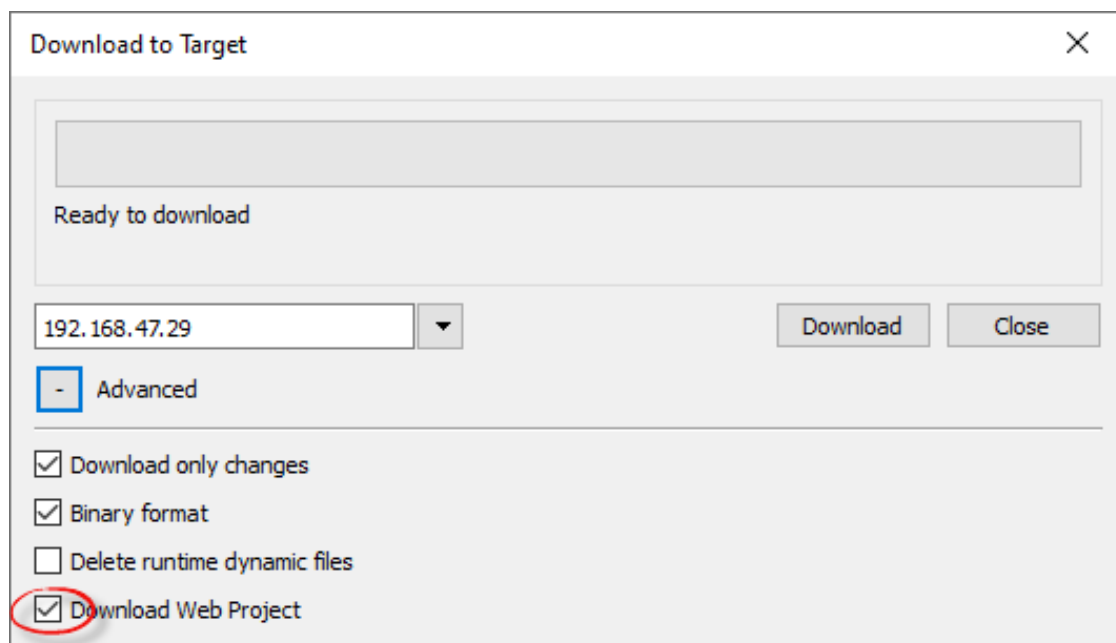 Download to Target
Ready to download
192.168.47.29
Download
Close
- Advanced
Download only changes
Binary format
Delete runtime dynamic files
Download Web Project